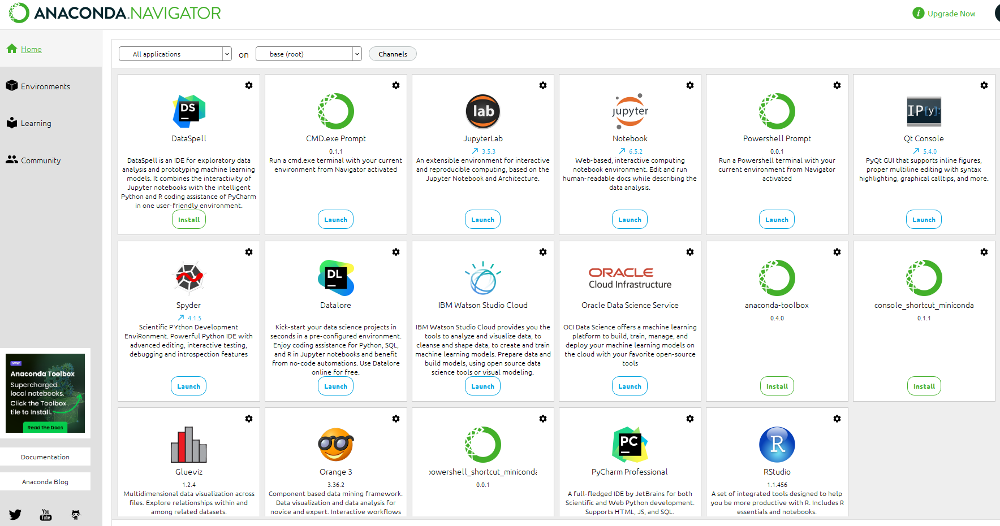 ANACONDA.NAVIGATOR
Upgrade Now
Home
Environments
Learning
Community
All applications
on
base (root)
Channels
DS
DataSpell
DataSpell is an IDE for exploratory data
analysis and prototyping machine learning
models. It combines the interactivity of
Jupyter notebooks with the intelligent
Python and R coding assistance of PyCharm
in one user-friendly environment.
Install
CMD.exe Prompt
0.1.1
Run a cmd.exe terminal with your current
environment from Navigator activated
Launch
lab
JupyterLab
3.5.3
An extensible environment for interactive
and reproducible computing, based on the
Jupyter Notebook and Architecture.
Launch
jupyter
Notebook
6.5.2
Web-based, interactive computing
notebook environment. Edit and run
human-readable docs while describing the
data analysis.
Launch
Powershell Prompt
0.0.1
Run a Powershell terminal with your
current environment from Navigator
activated
Launch
IP[y]:
Qt Console
5.4.0
PyQt GUI that supports inline figures,
proper multiline editing with syntax
highlighting, graphical calltips, and more.
Launch
Spyder
4.1.5
Scientific PYthon Development
EnviRonment. Powerful Python IDE with
advanced editing, interactive testing,
debugging and introspection features
Launch
DL
Datalore
Kick-start your data science projects in
seconds in a pre-configured environment.
Enjoy coding assistance for Python, SQL,
and R in Jupyter notebooks and benefit
from no-code automations. Use Datalore
online for free.
Launch
IBM Watson Studio Cloud
IBM Watson Studio Cloud provides you the
tools to analyze and visualize data, to
cleanse and shape data, to create and train
machine learning models. Prepare data and
build models, using open source data
science tools or visual modeling.
Launch
ORACLE
Cloud Infrastructure
Oracle Data Science Service
OCI Data Science offers a machine learning
platform to build, train, manage, and
deploy your machine learning models on
the cloud with your favorite open-source
tools
Launch
anaconda-toolbox
0.4.0
Install
console_shortcut_miniconda
0.1.1
Install
Glueviz
1.2.4
Multidimensional data visualization across
files. Explore relationships within and
among related datasets.
Orange 3
3.36.2
Component based data mining framework.
Data visualization and data analysis for
novice and expert. Interactive workflows
powershell_shortcut_miniconda
0.0.1
PC
PyCharm Professional
A full-fledged IDE by JetBrains for both
Scientific and Web Python development.
Supports HTML, JS, and SQL.
R
RStudio
1.1.456
A set of integrated tools designed to help
you be more productive with R. Includes R
essentials and notebooks.
NEW
Anaconda Toolbox
Supercharged
local notebooks.
Click the Toolbox
tile to install.
Read the Docs
Documentation
Anaconda Blog
You
Tube